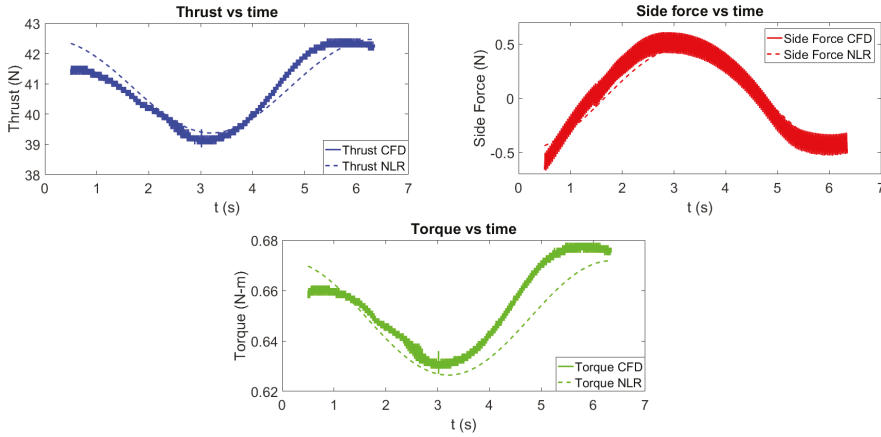 Thrust vs time
43
42
41
40
39
38
Thrust (N)
0 1 2 3 4 5 6 7
t (s)
Thrust CFD
Thrust NLR
Side force vs time
0.5
0
-0.5
Side Force (N)
0 1 2 3 4 5 6 7
t (s)
Side Force CFD
Side Force NLR
Torque vs time
0.68
0.66
0.64
0.62
Torque (N-m)
0 1 2 3 4 5 6 7
t (s)
Torque CFD
Torque NLR